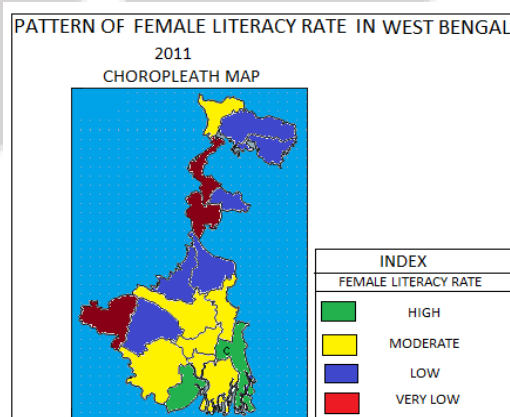 PATTERN OF FEMALE LITERACY RATE IN WEST BENGAL
2011
CHOROPLEATH MAP
INDEX
FEMALE LITERACY RATE
HIGH
MODERATE
LOW
VERY LOW